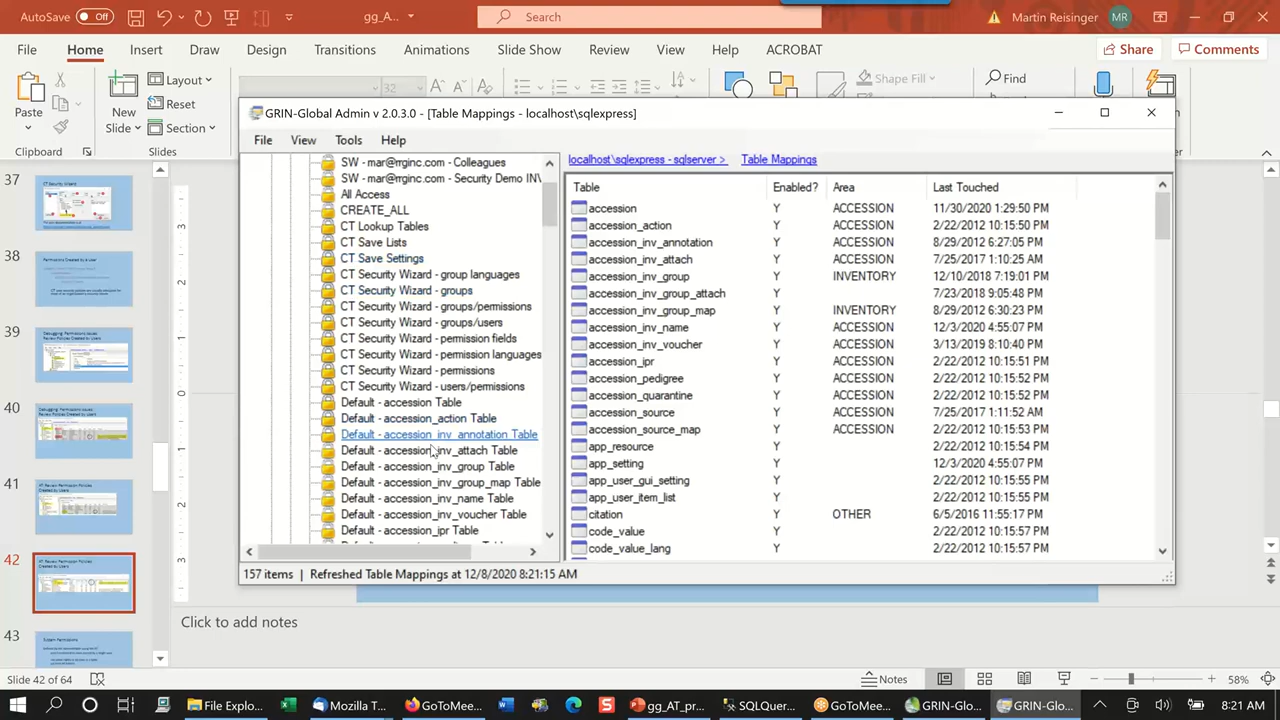 AutoSave Off gg_A... Search Martin Reisinger MR
File Home Insert Draw Design Transitions Animations Slide Show Review View Help ACROBAT Share Comments
Paste
Clipboard
New
Slide
Layout
Reset
Section
Slides
32
Shape Fill
Find
GRIN-Global Admin v 2.0.3.0 - [Table Mappings - localhost\sqlexpress]
File View Tools Help
SW - mar@rrginc.com - Colleagues
SW - mar@rrginc.com - Security Demo INV
All Access
CREATE_ALL
CT Lookup Tables
CT Save Lists
CT Save Settings
CT Security Wizard - group languages
CT Security Wizard - groups
CT Security Wizard - groups/permissions
CT Security Wizard - groups/users
CT Security Wizard - permission fields
CT Security Wizard - permission languages
CT Security Wizard - permissions
CT Security Wizard - users/permissions
Default - accession Table
Default - accession_action Table
Default - accession_inv_annotation Table
Default - accession_inv_attach Table
Default - accession_inv_group Table
Default - accession_inv_group_map Table
Default - accession_inv_name Table
Default - accession_inv_voucher Table
Default - accession_ipr Table
localhost\sqlexpress - sqlserver > Table Mappings
Table Enabled? Area Last Touched
accession Y ACCESSION 11/30/2020 1:29:50 PM
accession_action Y ACCESSION 2/22/2012 10:15:50 PM
accession_inv_annotation Y ACCESSION 8/29/2012 6:27:05 PM
accession_inv_attach Y ACCESSION 7/25/2017 1:10:25 AM
accession_inv_group Y INVENTORY 12/10/2018 7:19:01 PM
accession_inv_group_attach Y 7/23/2018 9:05:48 PM
accession_inv_group_map Y INVENTORY 8/29/2012 6:30:23 PM
accession_inv_name Y ACCESSION 12/3/2020 4:55:07 PM
accession_inv_voucher Y ACCESSION 3/13/2019 8:10:40 PM
accession_ipr Y ACCESSION 2/22/2012 10:15:51 PM
accession_pedigree Y ACCESSION 2/22/2012 10:15:52 PM
accession_quarantine Y ACCESSION 2/22/2012 10:15:52 PM
accession_source Y ACCESSION 7/26/2017 1:11:52 AM
accession_source_map Y ACCESSION 2/22/2012 10:15:53 PM
app_resource Y 2/22/2012 10:15:54 PM
app_setting Y 12/3/2020 4:55:07 PM
app_user_gui_setting Y 2/22/2012 10:15:55 PM
app_user_item_list Y 2/22/2012 10:15:55 PM
citation Y OTHER 6/5/2016 11:55:17 PM
code_value Y 2/22/2012 10:15:57 PM
code_value_lang Y 2/22/2012 10:15:57 PM
157 items Refreshed Table Mappings at 12/8/2020 8:21:15 AM
37
38
39
40
41
42
43
Click to add notes
Slide 42 of 64 Notes 58%
File Explo... Mozilla T... GoToMee... gg_AT_pr... SQLQuer... GoToMee... GRIN-Glo... GRIN-Glo... 8:21 AM